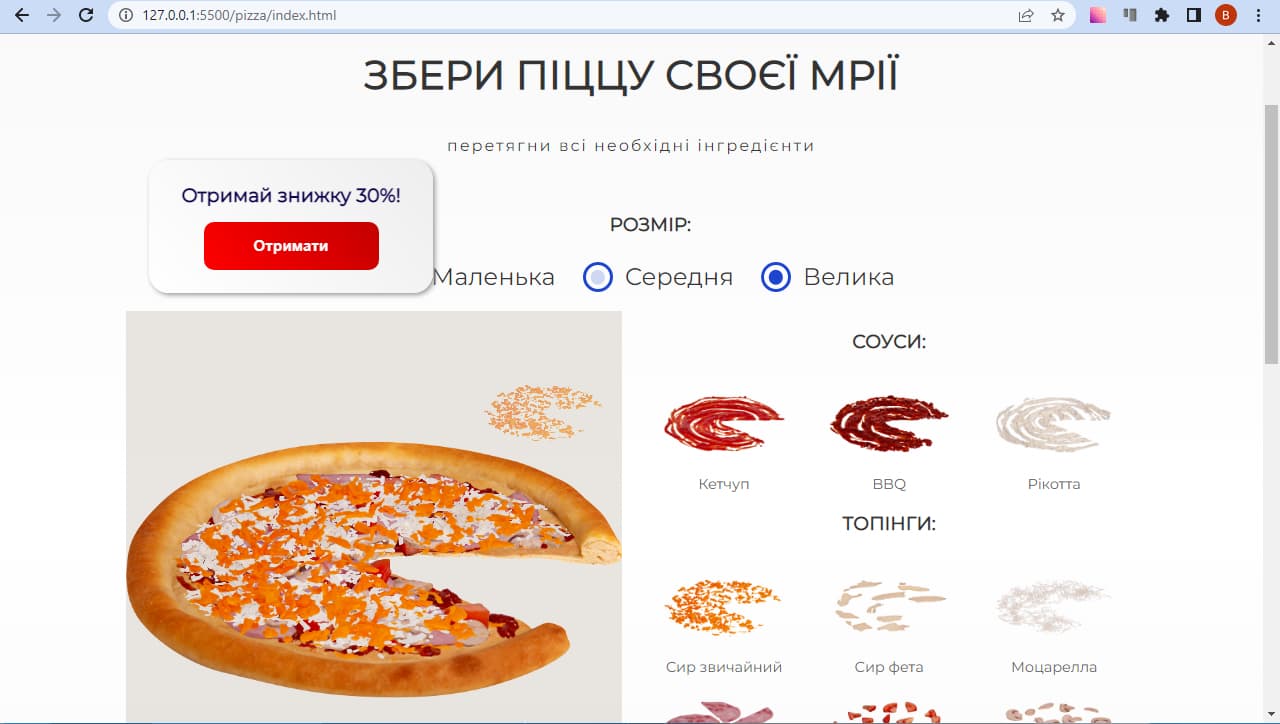 127.0.0.1:5500/pizza/index.html
B
ЗБЕРИ ПІЦЦУ СВОЄЇ МРІЇ
перетягни всі необхідні інгредієнти
Отримай знижку 30%!
Отримати
РОЗМІР:
Маленька Середня Велика
СОУСИ:
Кетчуп BBQ Рікотта
ТОПІНГИ:
Сир звичайний Сир фета Моцарелла